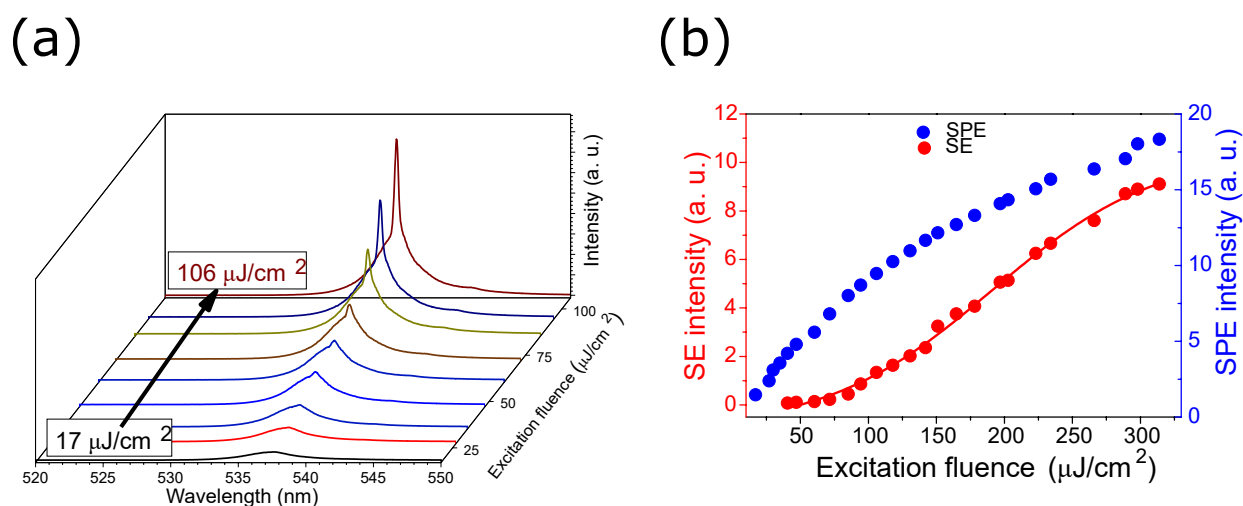 (a)
Intensity (a. u.)
106 μJ/cm 2
17 μJ/cm 2
100
75
50
25
Excitation fluence (μJ/cm 2)
520 525 530 535 540 545 550
Wavelength (nm)
(b)
12
10
8
6
4
2
0
SE intensity (a. u.)
SPE
SE
20
15
10
5
0
SPE intensity (a. u.)
50 100 150 200 250 300
Excitation fluence (μJ/cm2)